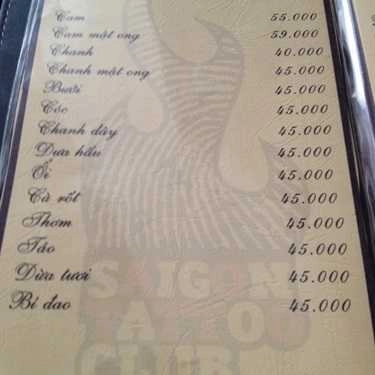 Cam 55.000
Cam mật ong 59.000
Chanh 40.000
Chanh mật ong 45.000
Bưởi 45.000
Cóc 45.000
Chanh dây 45.000
Dưa hấu 45.000
Ổi 45.000
Cà rốt 45.000
Thơm 45.000
Táo 45.000
Dừa tươi 45.000
Bí đao 45.000
SAIGON
TATTOO
CLUB